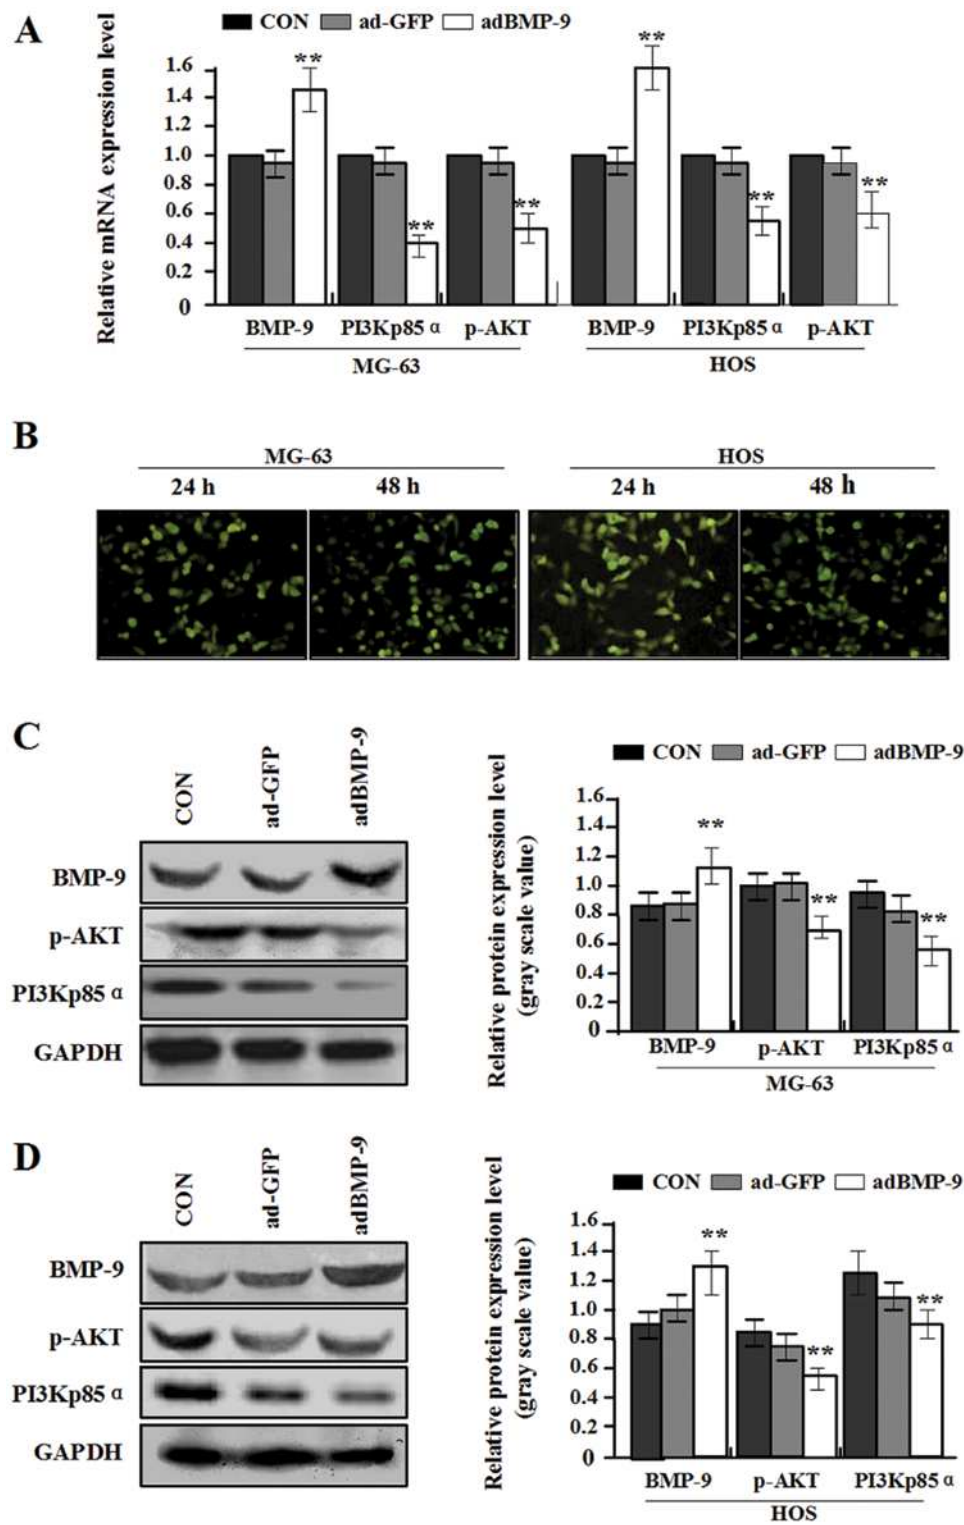 A
CON ad-GFP adBMP-9
Relative mRNA expression level
1.6
1.4
1.2
1.0
0.8
0.6
0.4
0.2
0
** ** ** ** ** **
BMP-9 PI3Kp85 α p-AKT BMP-9 PI3Kp85 α p-AKT
MG-63 HOS
B
MG-63 HOS
24 h 48 h 24 h 48 h
C
CON ad-GFP adBMP-9
BMP-9
p-AKT
PI3Kp85 α
GAPDH
CON ad-GFP adBMP-9
Relative protein expression level
(gray scale value)
1.6
1.4
1.2
1.0
0.8
0.6
0.4
0.2
0
** ** **
BMP-9 p-AKT PI3Kp85 α
MG-63
D
CON ad-GFP adBMP-9
BMP-9
p-AKT
PI3Kp85 α
GAPDH
CON ad-GFP adBMP-9
Relative protein expression level
(gray scale value)
1.6
1.4
1.2
1.0
0.8
0.6
0.4
0.2
0
** ** **
BMP-9 p-AKT PI3Kp85 α
HOS